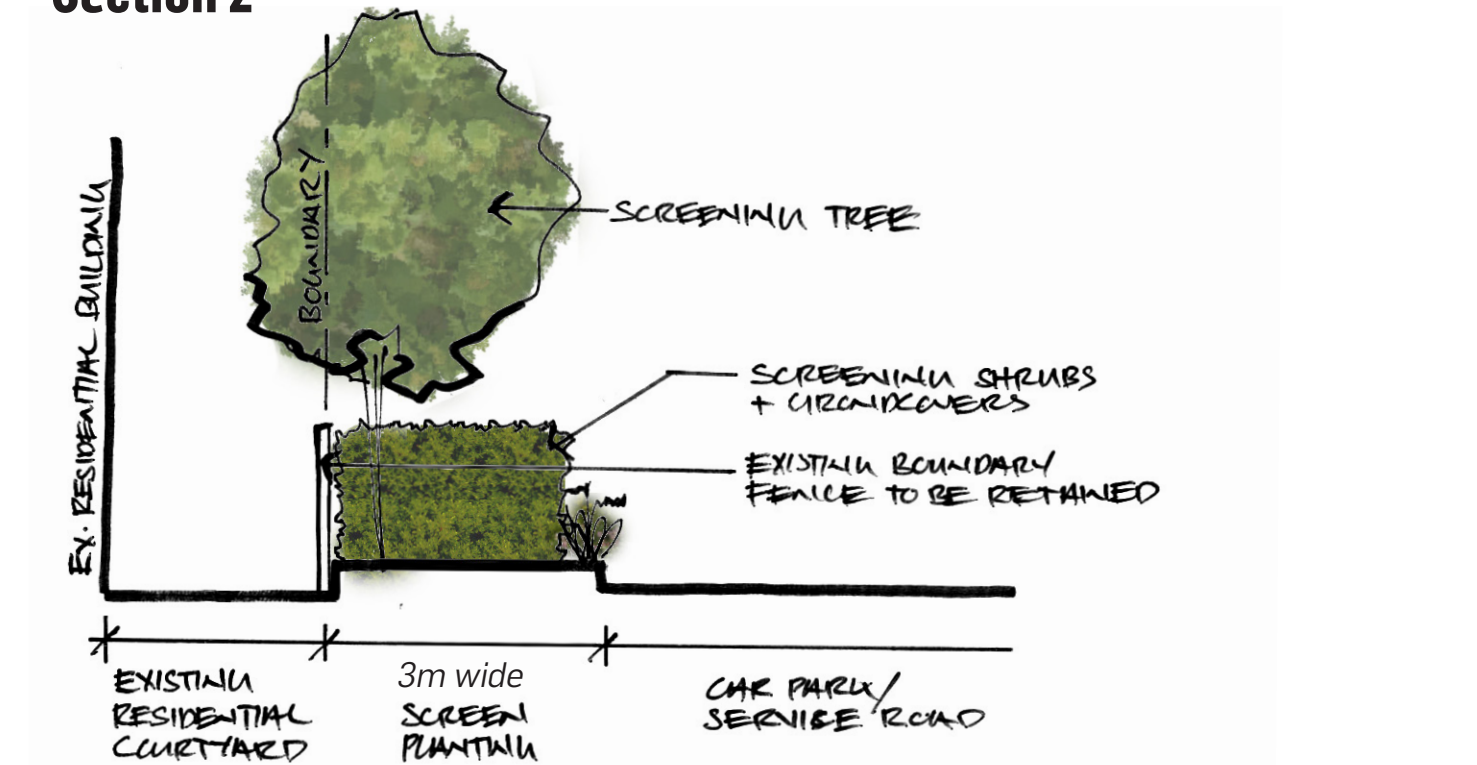 Section 2
EX. RESIDENTIAL BUILDING
BOUNDARY
SCREENING TREE
SCREENING SHRUBS
+ GROUNDCOVERS
EXISTING BOUNDARY
FENCE TO BE RETAINED
EXISTING
RESIDENTIAL
COURTYARD
3m wide
SCREEN
PLANTING
CAR PARK/
SERVICE ROAD